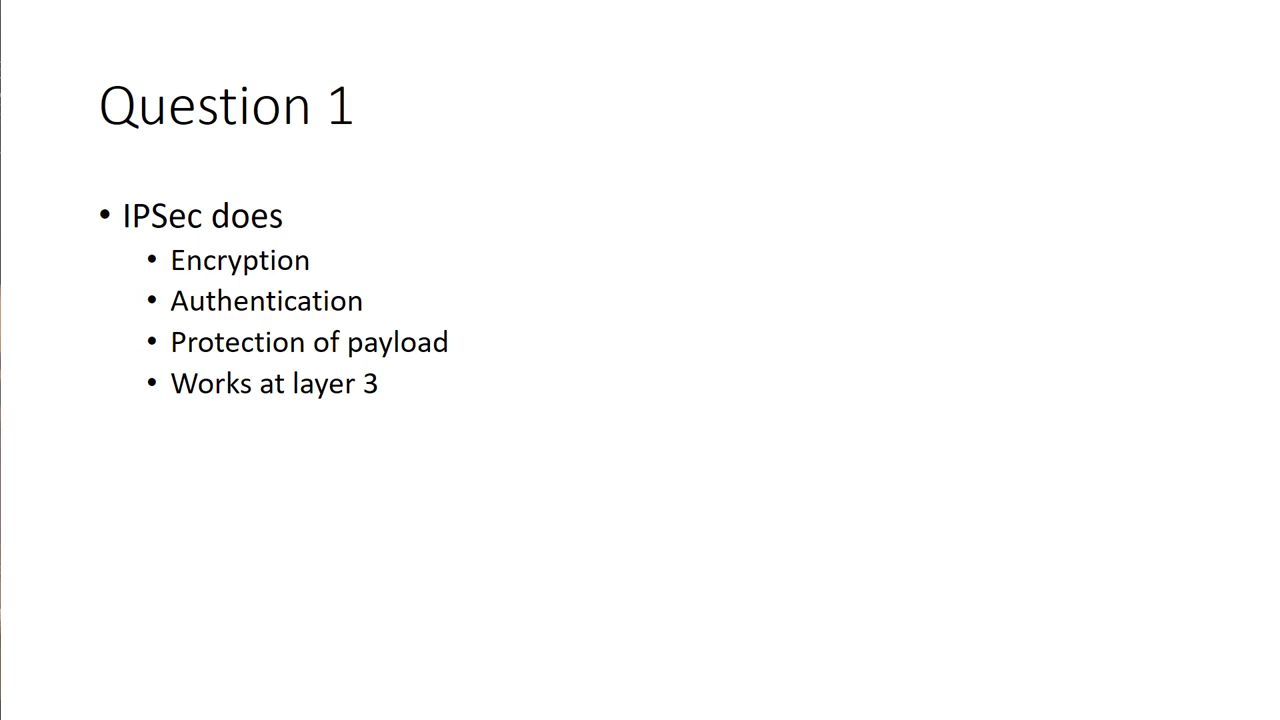 Question 1
• IPSec does
• Encryption
• Authentication
• Protection of payload
• Works at layer 3